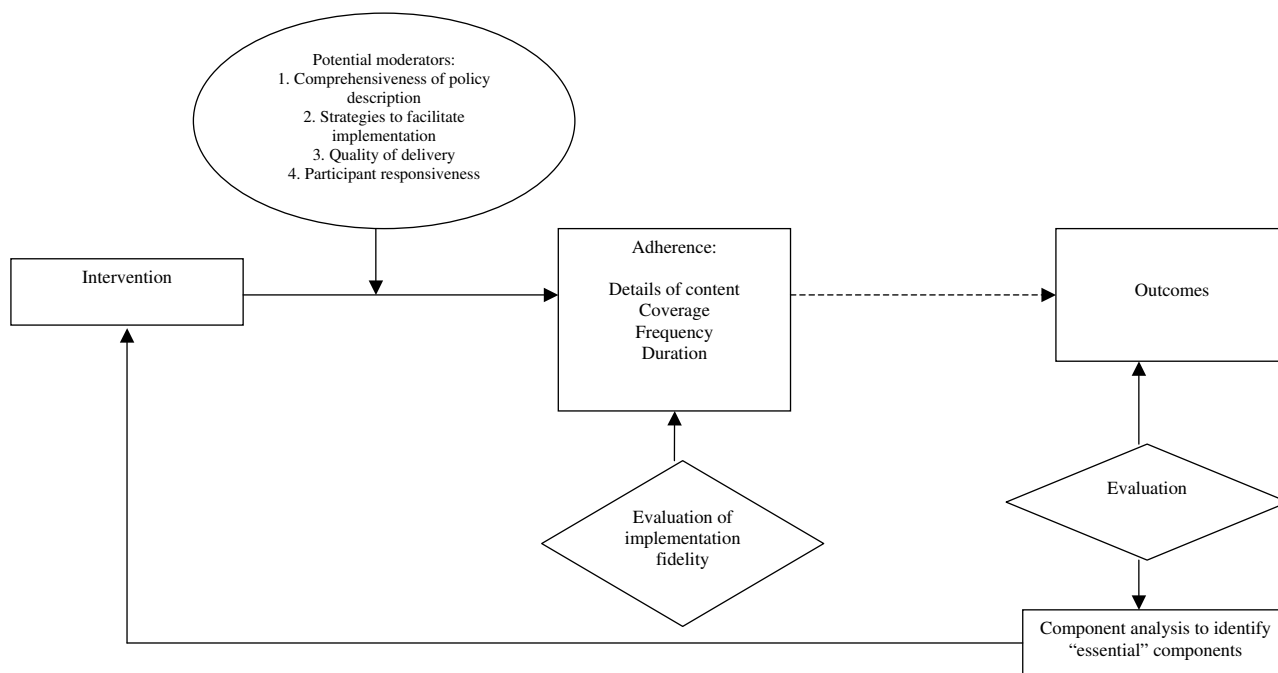 Potential moderators:
1. Comprehensiveness of policy
description
2. Strategies to facilitate
implementation
3. Quality of delivery
4. Participant responsiveness
Intervention
Adherence:
Details of content
Coverage
Frequency
Duration
Outcomes
Evaluation of
implementation
fidelity
Evaluation
Component analysis to identify
“essential” components